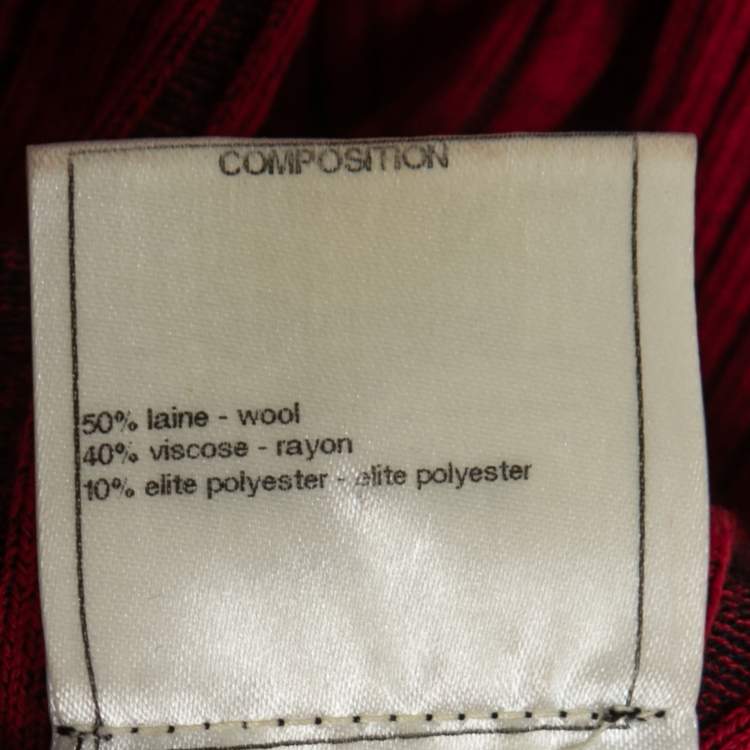 COMPOSITION
50% laine - wool
40% viscose - rayon
10% elite polyester - elite polyester